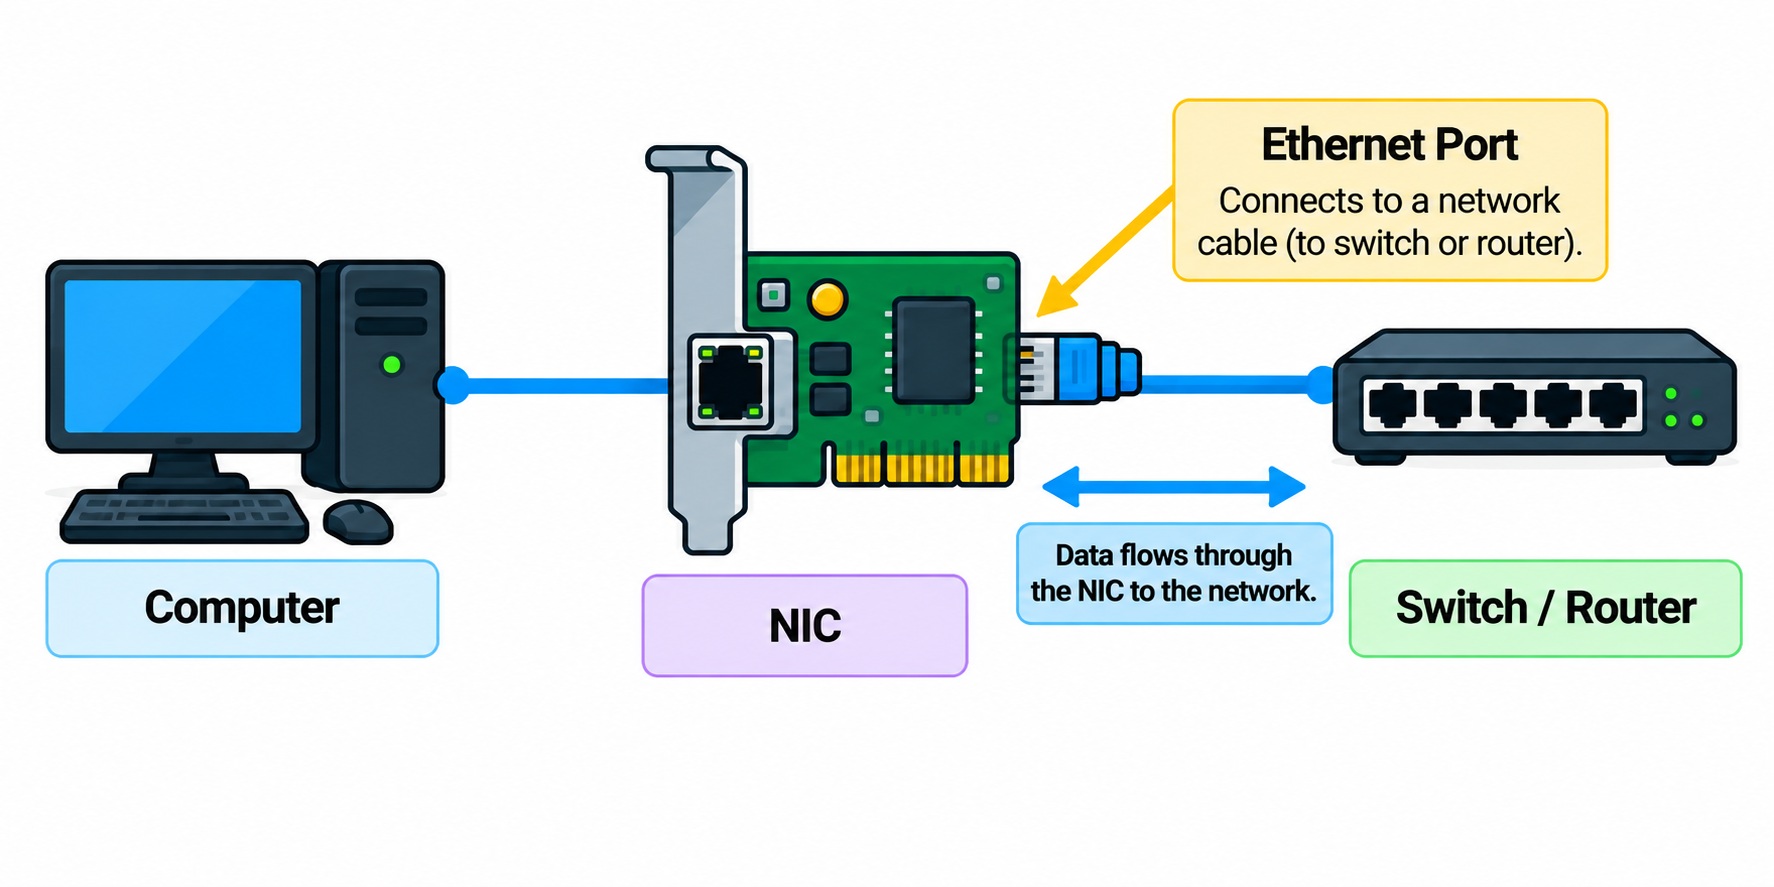 Ethernet Port
Connects to a network
cable (to switch or router).
Data flows through
the NIC to the network.
Computer
NIC
Switch / Router